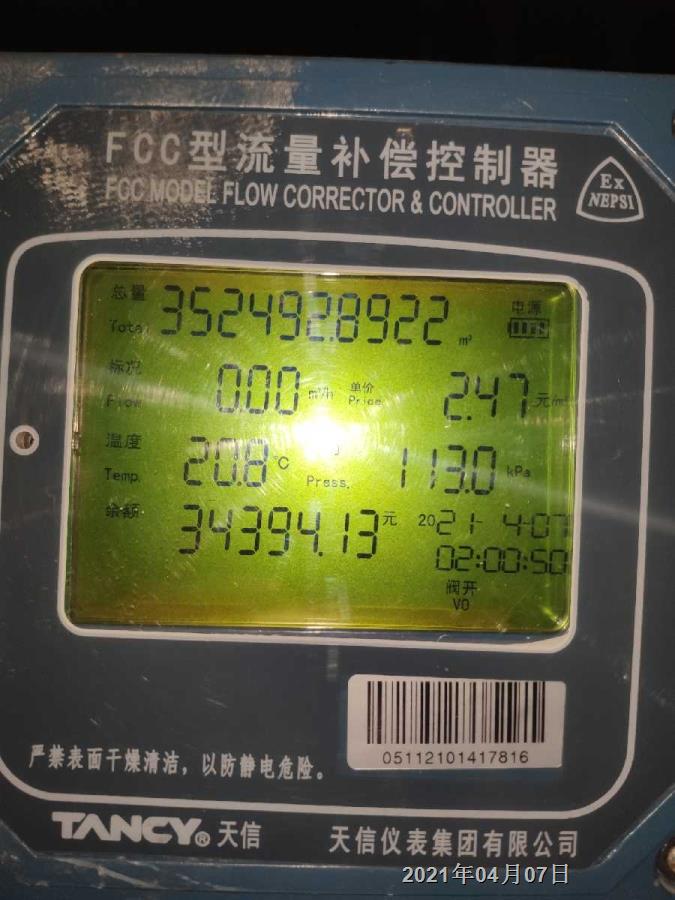 FCC型流量补偿控制器
FCC MODEL FLOW CORRECTOR & CONTROLLER
Ex
NEPSI
总量
Total 352492.8922 m³
电源
标况
Flow 0.00 m³/h
单价
Price 2.47 元/m³
温度
Temp. 20.8 ℃
Press. 113.0 kPa
余额 34394.13 元
2021-4-07
02:00:50
阀开
VO
05112101417816
严禁表面干燥清洁，以防静电危险。
TANCY® 天信
天信仪表集团有限公司
2021年04月07日